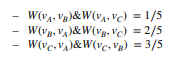 – W(v_A, v_B)&W(v_A, v_C) = 1/5
– W(v_B, v_A)&W(v_B, v_C) = 2/5
– W(v_C, v_A)&W(v_C, v_B) = 3/5